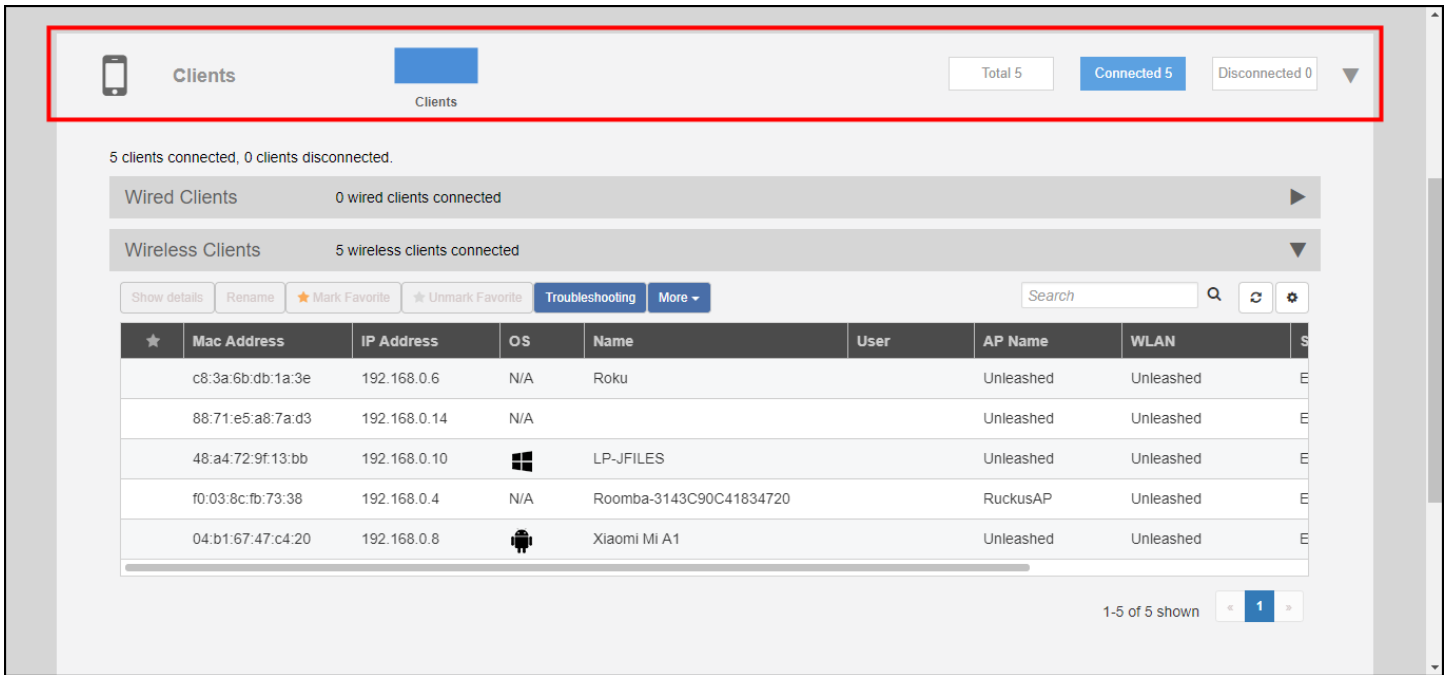 Clients
Clients
Total 5
Connected 5
Disconnected 0
5 clients connected, 0 clients disconnected.
Wired Clients 0 wired clients connected
Wireless Clients 5 wireless clients connected
Show details Rename Mark Favorite Unmark Favorite Troubleshooting More Search
Mac Address IP Address OS Name User AP Name WLAN S
c8:3a:6b:db:1a:3e 192.168.0.6 N/A Roku Unleashed Unleashed E
88:71:e5:a8:7a:d3 192.168.0.14 N/A Unleashed Unleashed E
48:a4:72:9f:13:bb 192.168.0.10 LP-JFILES Unleashed Unleashed E
f0:03:8c:fb:73:38 192.168.0.4 N/A Roomba-3143C90C41834720 RuckusAP Unleashed E
04:b1:67:47:c4:20 192.168.0.8 Xiaomi Mi A1 Unleashed Unleashed E
1-5 of 5 shown « 1 »